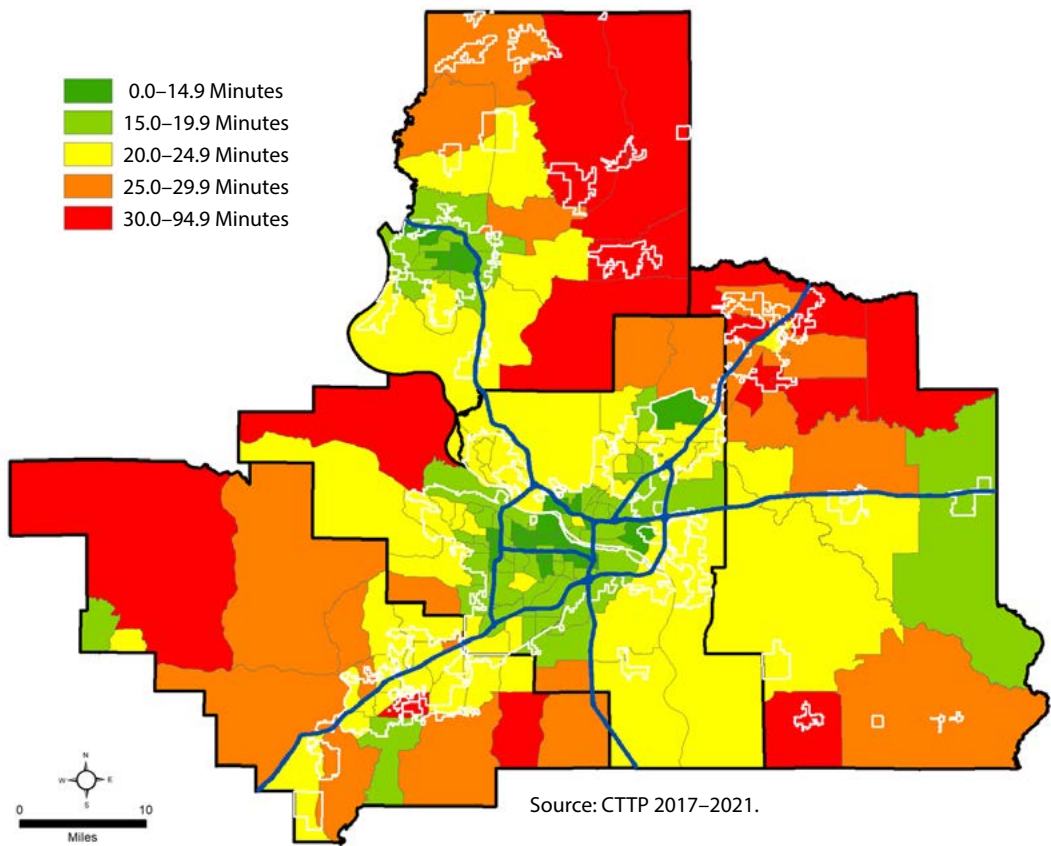 0.0–14.9 Minutes
15.0–19.9 Minutes
20.0–24.9 Minutes
25.0–29.9 Minutes
30.0–94.9 Minutes
N
W E
S
0 10
Miles
Source: CTTP 2017–2021.